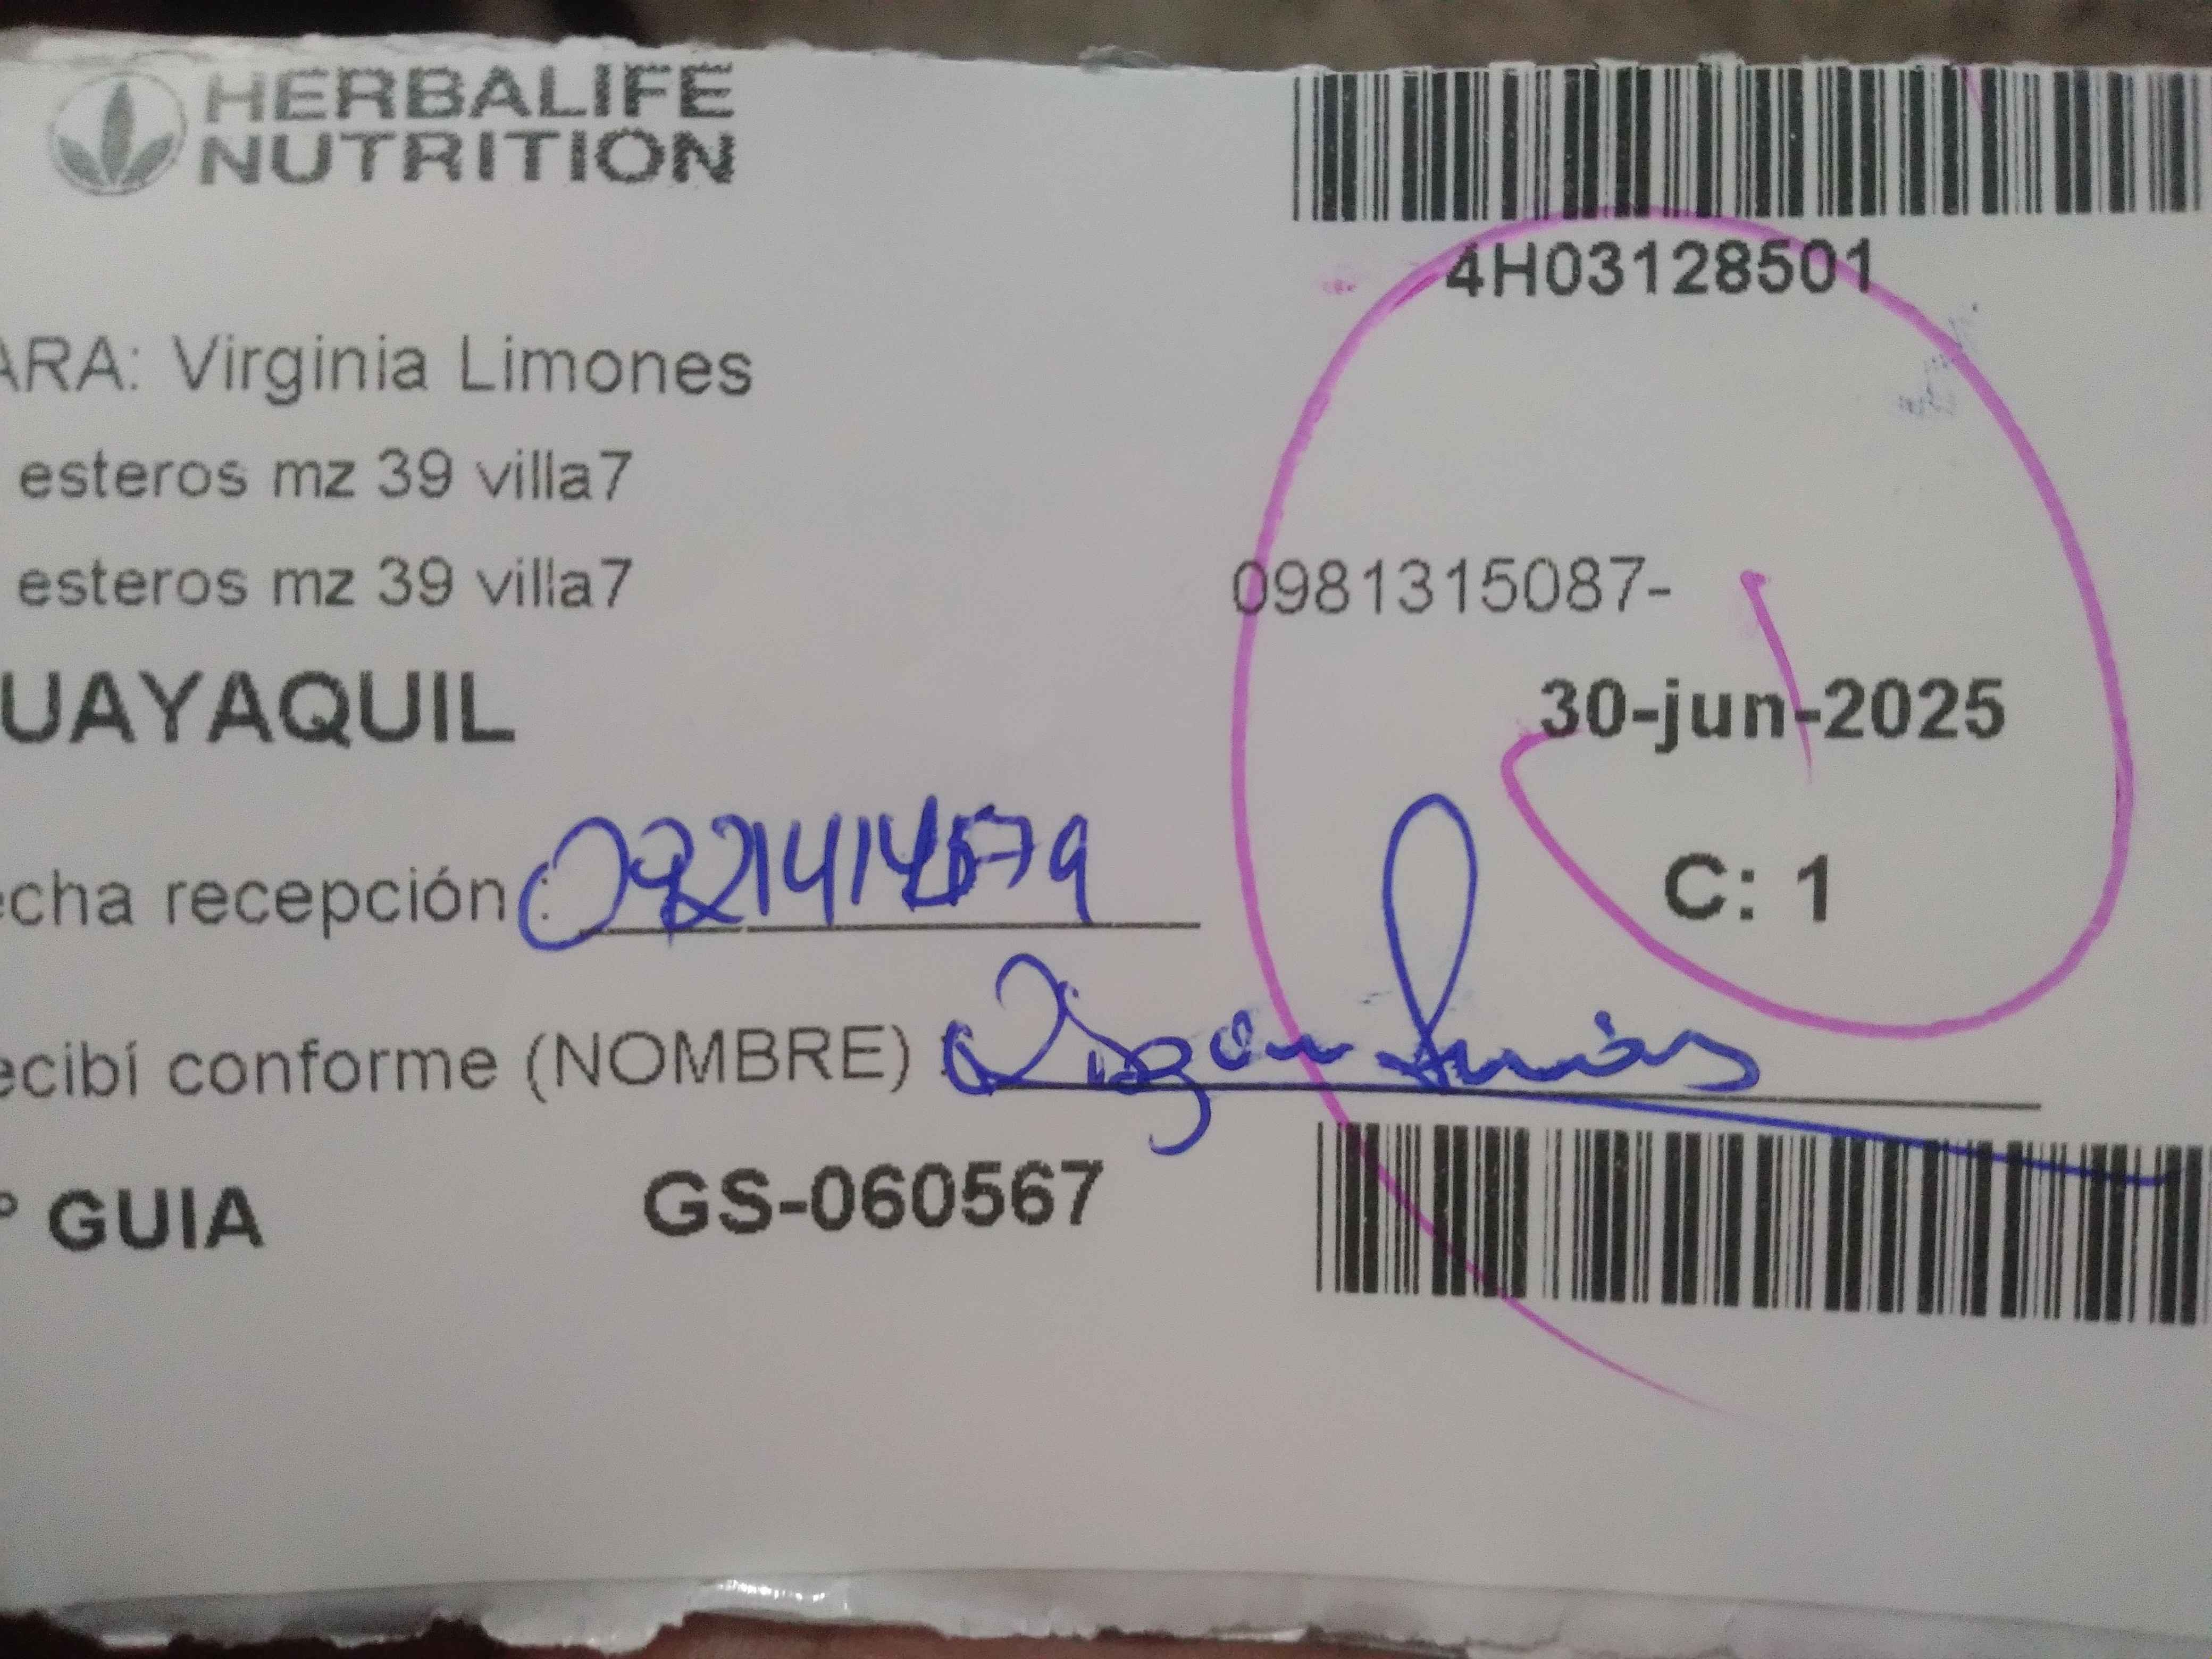 HERBALIFE
NUTRITION
4H03128501
ARA: Virginia Limones
esteros mz 39 villa7
esteros mz 39 villa7
0981315087-
UAYAQUIL
30-jun-2025
C: 1
echa recepción:
ecibí conforme (NOMBRE)
° GUIA GS-060567